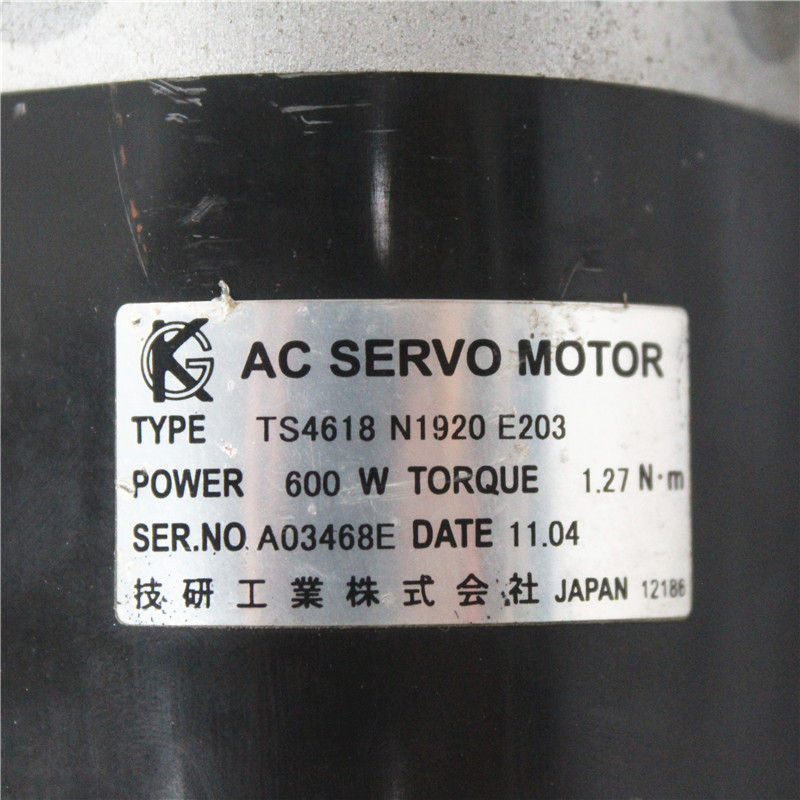 KG AC SERVO MOTOR
TYPE TS4618 N1920 E203
POWER 600 W TORQUE 1.27 N·m
SER.NO A03468E DATE 11.04
技研工業株式会社 JAPAN 12186